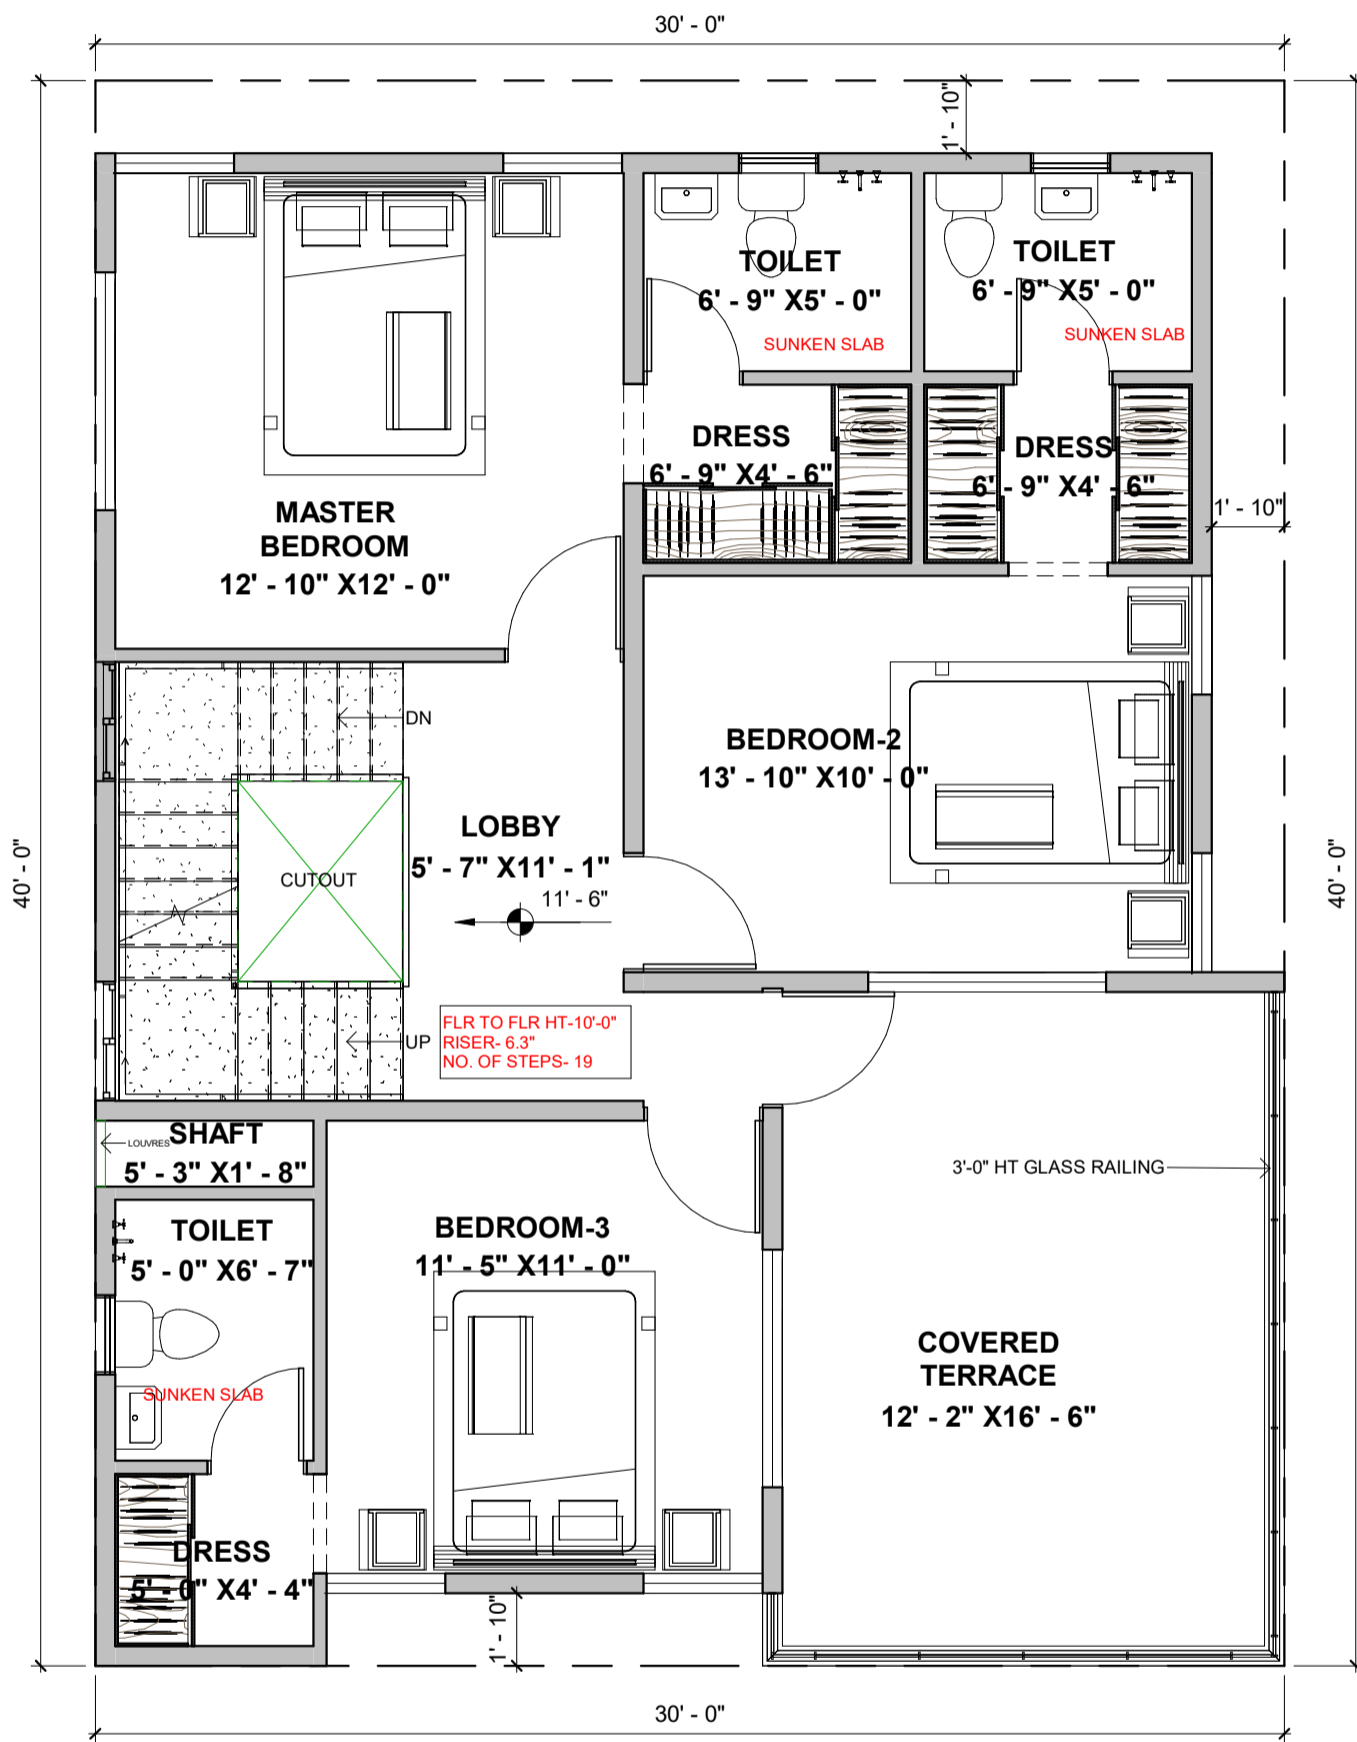 30' - 0"
1' - 10"
TOILET
6' - 9" X5' - 0"
SUNKEN SLAB
TOILET
6' - 9" X5' - 0"
SUNKEN SLAB
DRESS
6' - 9" X4' - 6"
DRESS
6' - 9" X4' - 6"
1' - 10"
MASTER
BEDROOM
12' - 10" X12' - 0"
DN
BEDROOM-2
13' - 10" X10' - 0"
LOBBY
5' - 7" X11' - 1"
11' - 6"
CUTOUT
40' - 0"
40' - 0"
UP
FLR TO FLR HT-10'-0"
RISER- 6.3"
NO. OF STEPS- 19
SHAFT
LOUVRES
5' - 3" X1' - 8"
3'-0" HT GLASS RAILING
TOILET
5' - 0" X6' - 7"
SUNKEN SLAB
BEDROOM-3
11' - 5" X11' - 0"
COVERED
TERRACE
12' - 2" X16' - 6"
DRESS
5' - 0" X4' - 4"
1' - 10"
30' - 0"